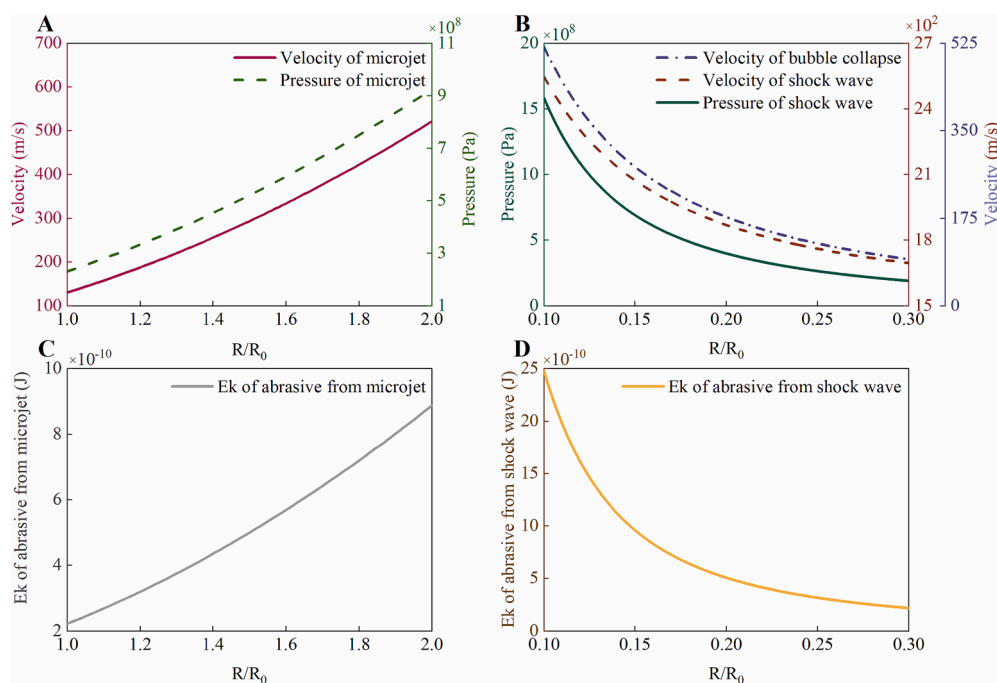 A
×10⁸
700
600
500
400
300
200
100
Velocity (m/s)
Velocity of microjet
Pressure of microjet
11
9
7
5
3
1
Pressure (Pa)
1.0 1.2 1.4 1.6 1.8 2.0
R/R₀
B
×10⁸
×10²
20
15
10
5
0
Pressure (Pa)
Velocity of bubble collapse
Velocity of shock wave
Pressure of shock wave
27
24
21
18
15
Velocity (m/s)
525
350
175
0
0.10 0.15 0.20 0.25 0.30
R/R₀
C
×10⁻¹⁰
10
8
6
4
2
Ek of abrasive from microjet (J)
Ek of abrasive from microjet
1.0 1.2 1.4 1.6 1.8 2.0
R/R₀
D
×10⁻¹⁰
25
20
15
10
5
0
Ek of abrasive from shock wave (J)
Ek of abrasive from shock wave
0.10 0.15 0.20 0.25 0.30
R/R₀